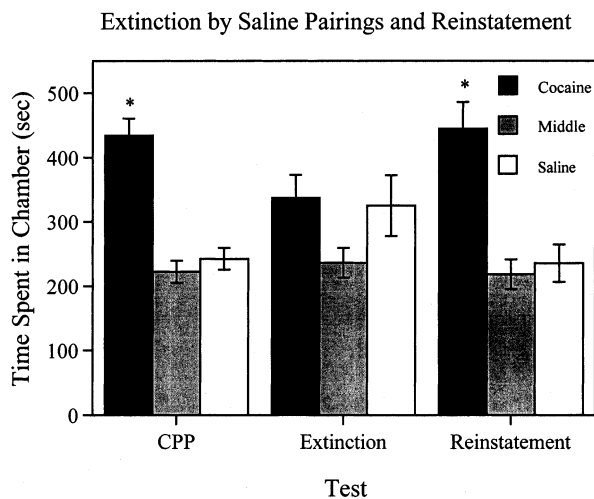 Extinction by Saline Pairings and Reinstatement
Time Spent in Chamber (sec)
500
400
300
200
100
0
*
*
Cocaine
Middle
Saline
CPP
Extinction
Reinstatement
Test